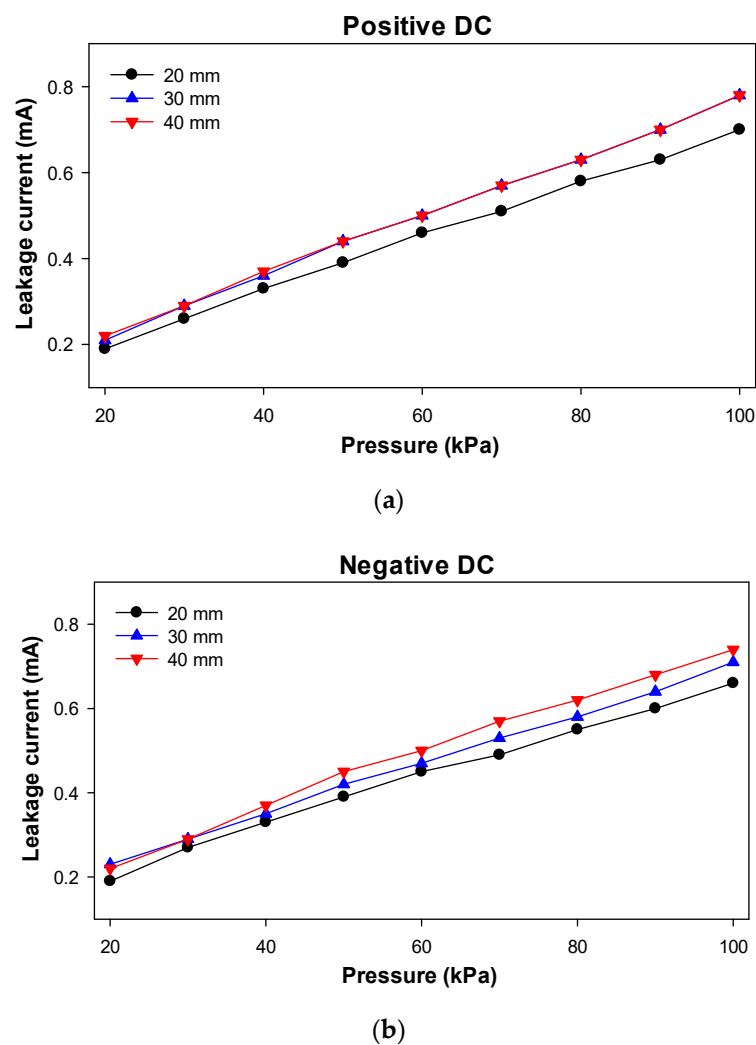 Positive DC
20 mm
30 mm
40 mm
Leakage current (mA)
0.8
0.6
0.4
0.2
20 40 60 80 100
Pressure (kPa)
(a)
Negative DC
20 mm
30 mm
40 mm
Leakage current (mA)
0.8
0.6
0.4
0.2
20 40 60 80 100
Pressure (kPa)
(b)